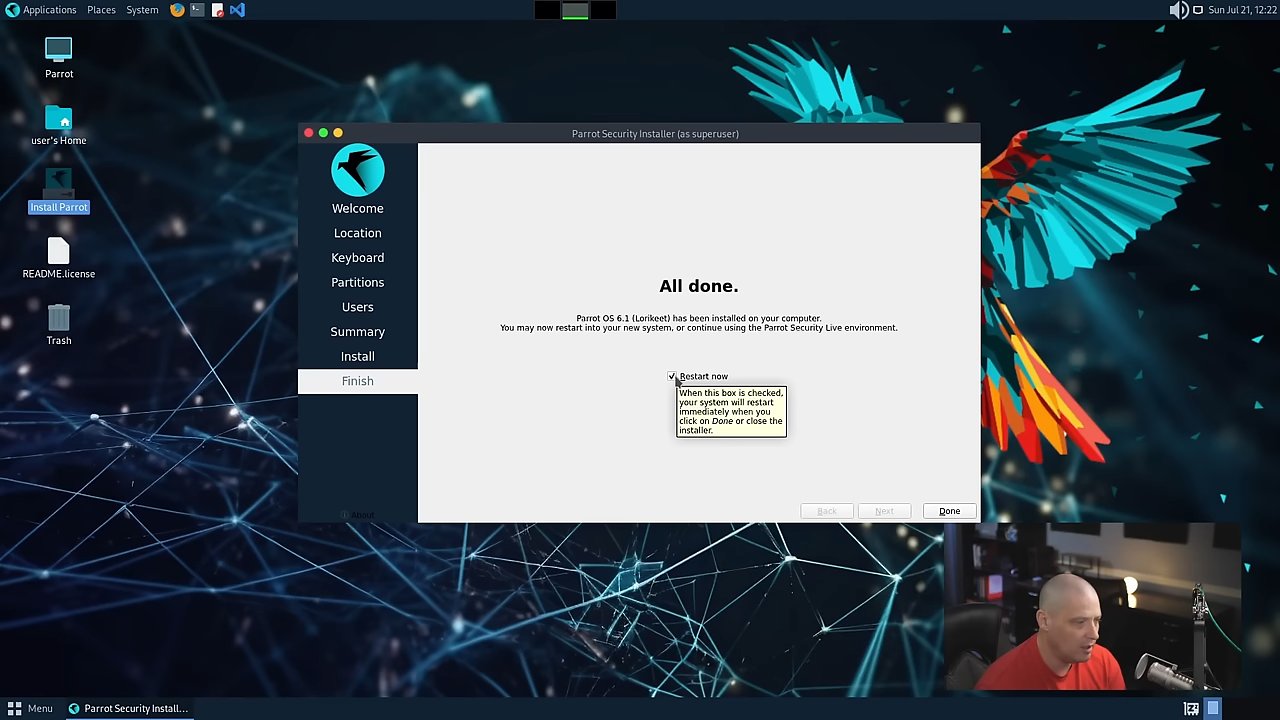 Applications Places System
Sun Jul 21, 12:22
Parrot
user's Home
Install Parrot
README.license
Trash
Parrot Security Installer (as superuser)
Welcome
Location
Keyboard
Partitions
Users
Summary
Install
Finish
About
All done.
Parrot OS 6.1 (Lorikeet) has been installed on your computer.
You may now restart into your new system, or continue using the Parrot Security Live environment.
Restart now
When this box is checked,
your system will restart
immediately when you
click on Done or close the
installer.
Back Next Done
Menu Parrot Security Install...